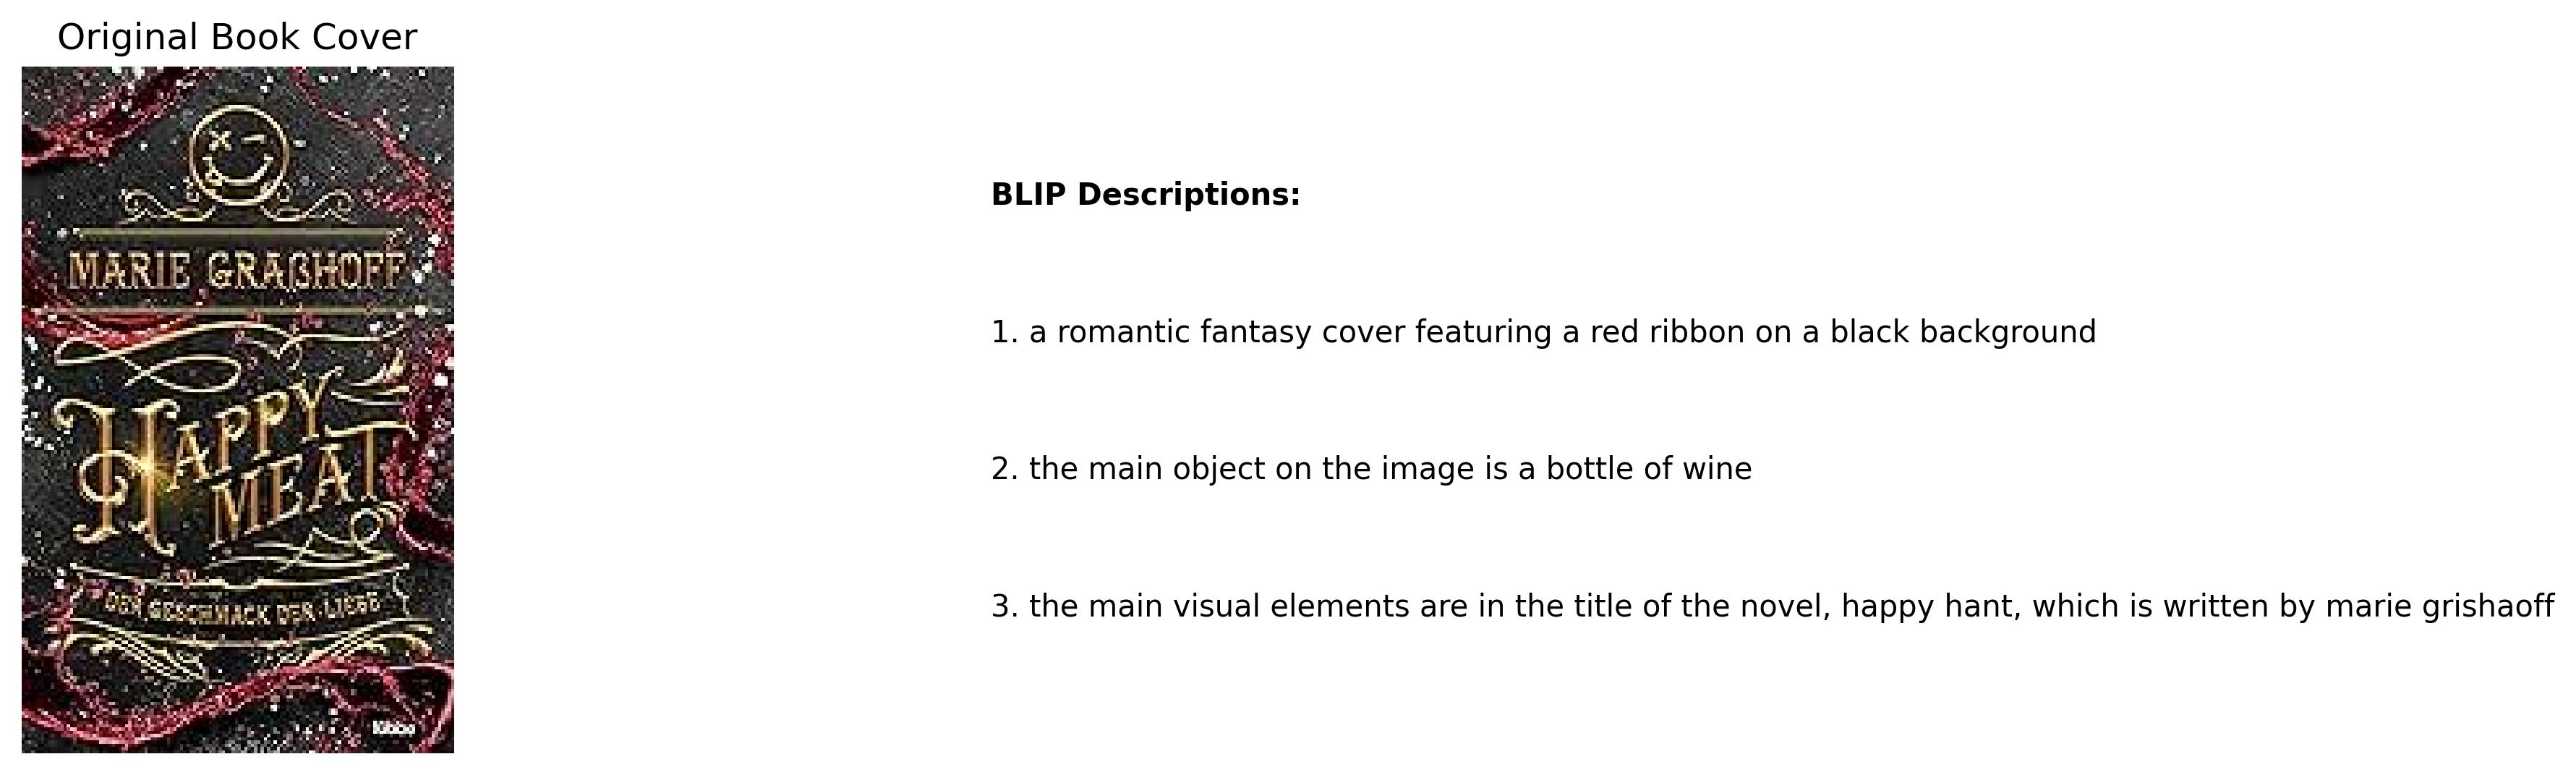 Original Book Cover
MARIE GRAẞHOFF
HAPPY
MEAT
DER GESCHMACK DER LIEBE
BLIP Descriptions:
1. a romantic fantasy cover featuring a red ribbon on a black background
2. the main object on the image is a bottle of wine
3. the main visual elements are in the title of the novel, happy hant, which is written by marie grishaoff